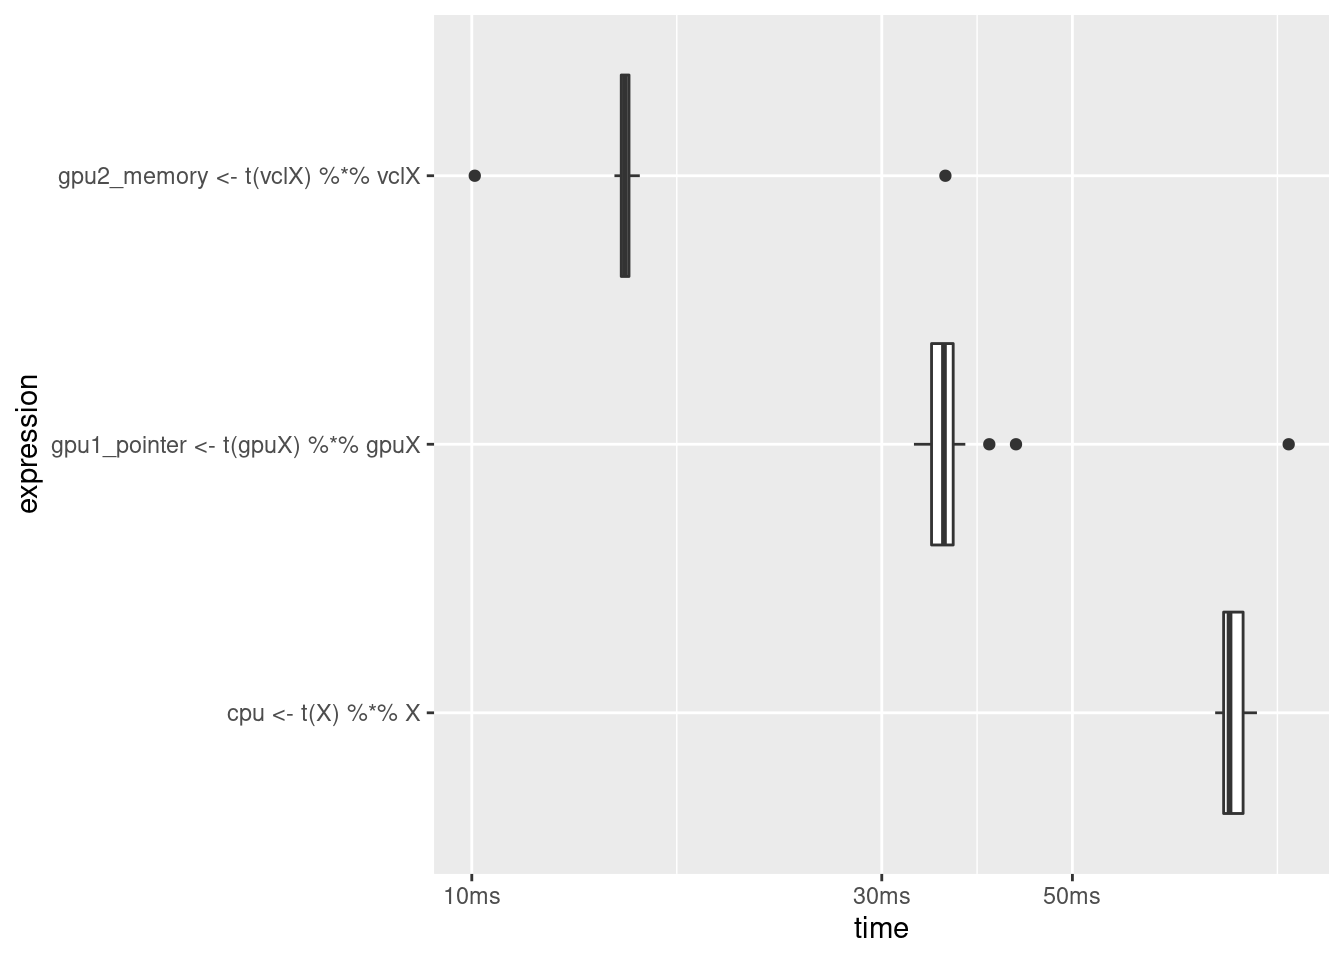 gpu2_memory <- t(vclX) %*% vclX
gpu1_pointer <- t(gpuX) %*% gpuX
cpu <- t(X) %*% X
expression
10ms
30ms
50ms
time